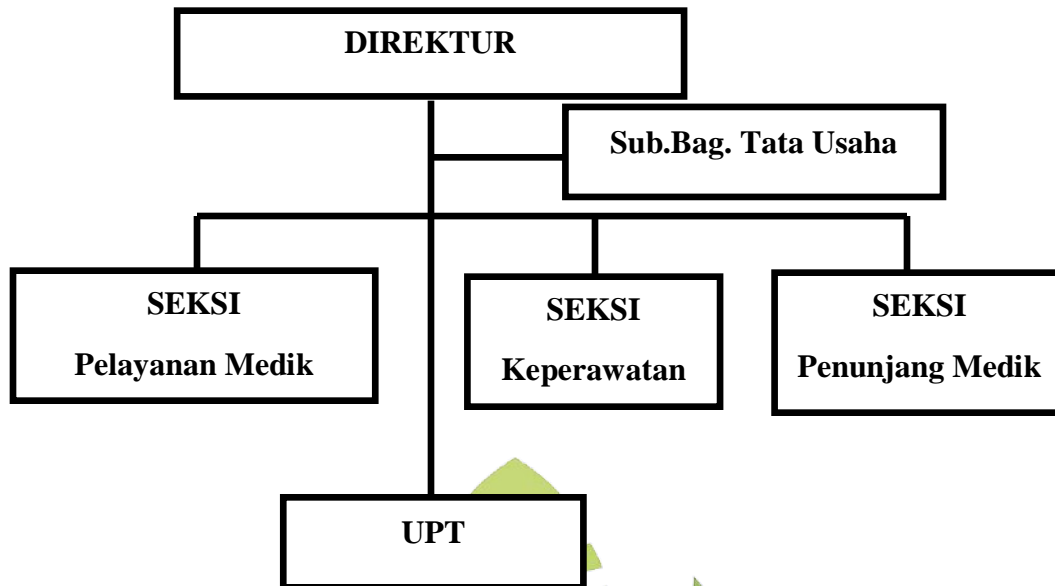 DIREKTUR
Sub.Bag. Tata Usaha
SEKSI
Pelayanan Medik
SEKSI
Keperawatan
SEKSI
Penunjang Medik
UPT